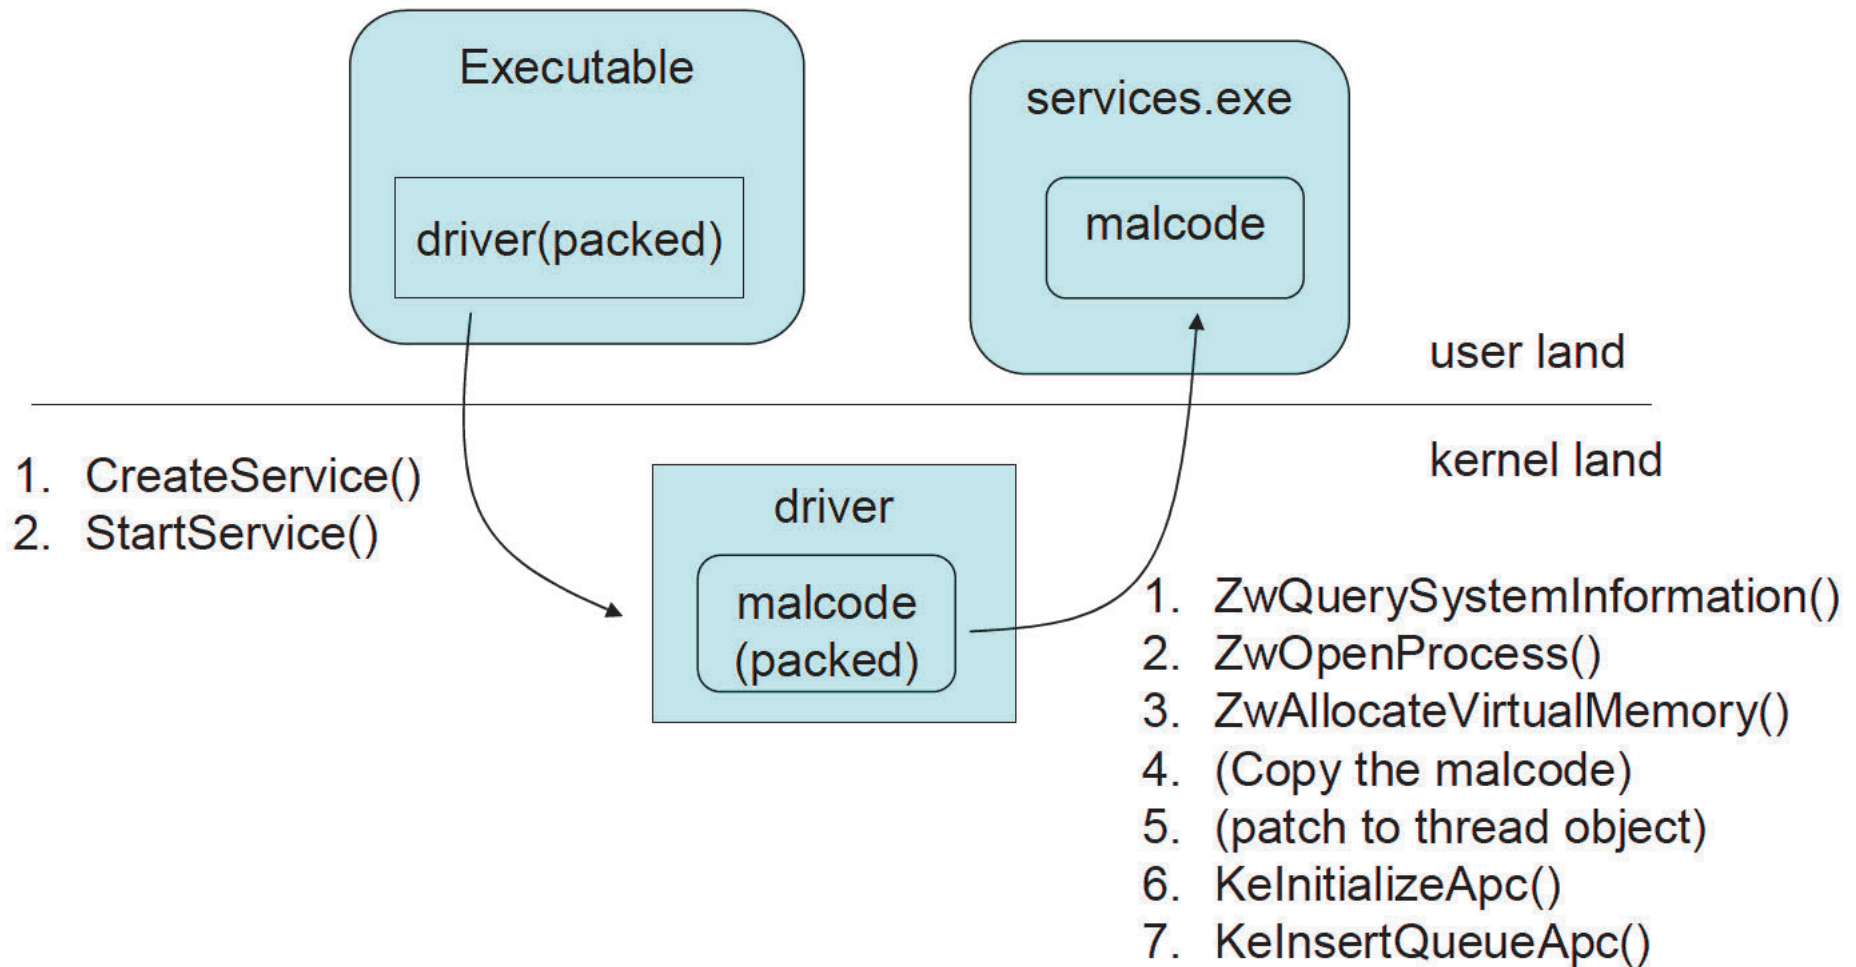 Executable
driver(packed)
services.exe
malcode
user land
kernel land
1. CreateService()
2. StartService()
driver
malcode
(packed)
1. ZwQuerySystemInformation()
2. ZwOpenProcess()
3. ZwAllocateVirtualMemory()
4. (Copy the malcode)
5. (patch to thread object)
6. KeInitializeApc()
7. KeInsertQueueApc()